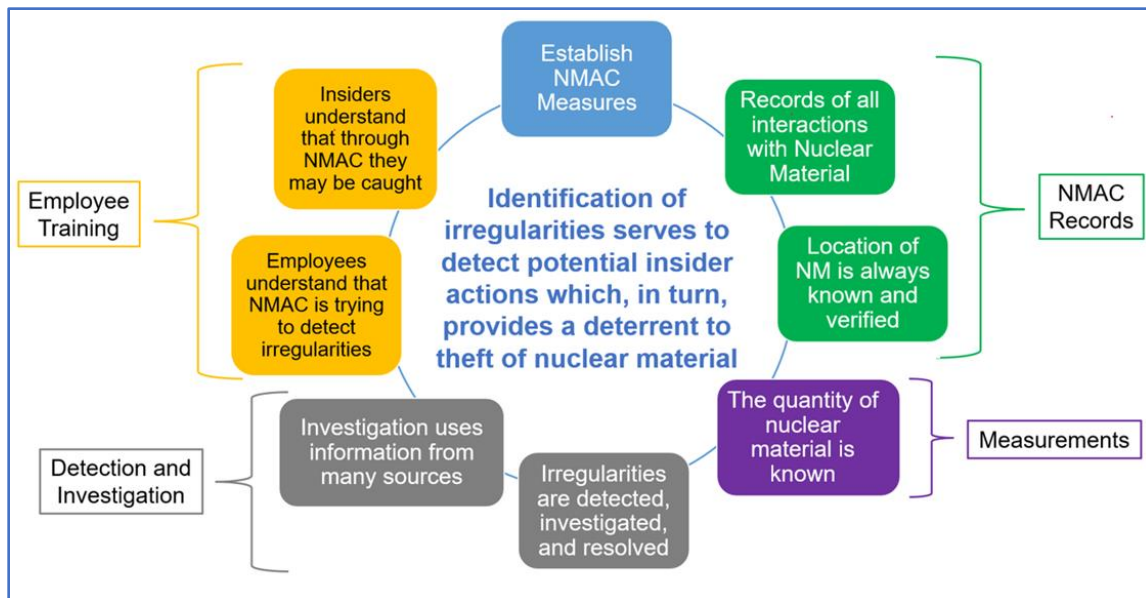 Establish
NMAC
Measures
Records of all
interactions
with Nuclear
Material
Location of
NM is always
known and
verified
NMAC
Records
The quantity of
nuclear
material is
known
Measurements
Irregularities
are detected,
investigated,
and resolved
Investigation uses
information from
many sources
Detection and
Investigation
Employees
understand that
NMAC is trying
to detect
irregularities
Insiders
understand
that through
NMAC they
may be caught
Employee
Training
Identification of
irregularities serves to
detect potential insider
actions which, in turn,
provides a deterrent to
theft of nuclear material